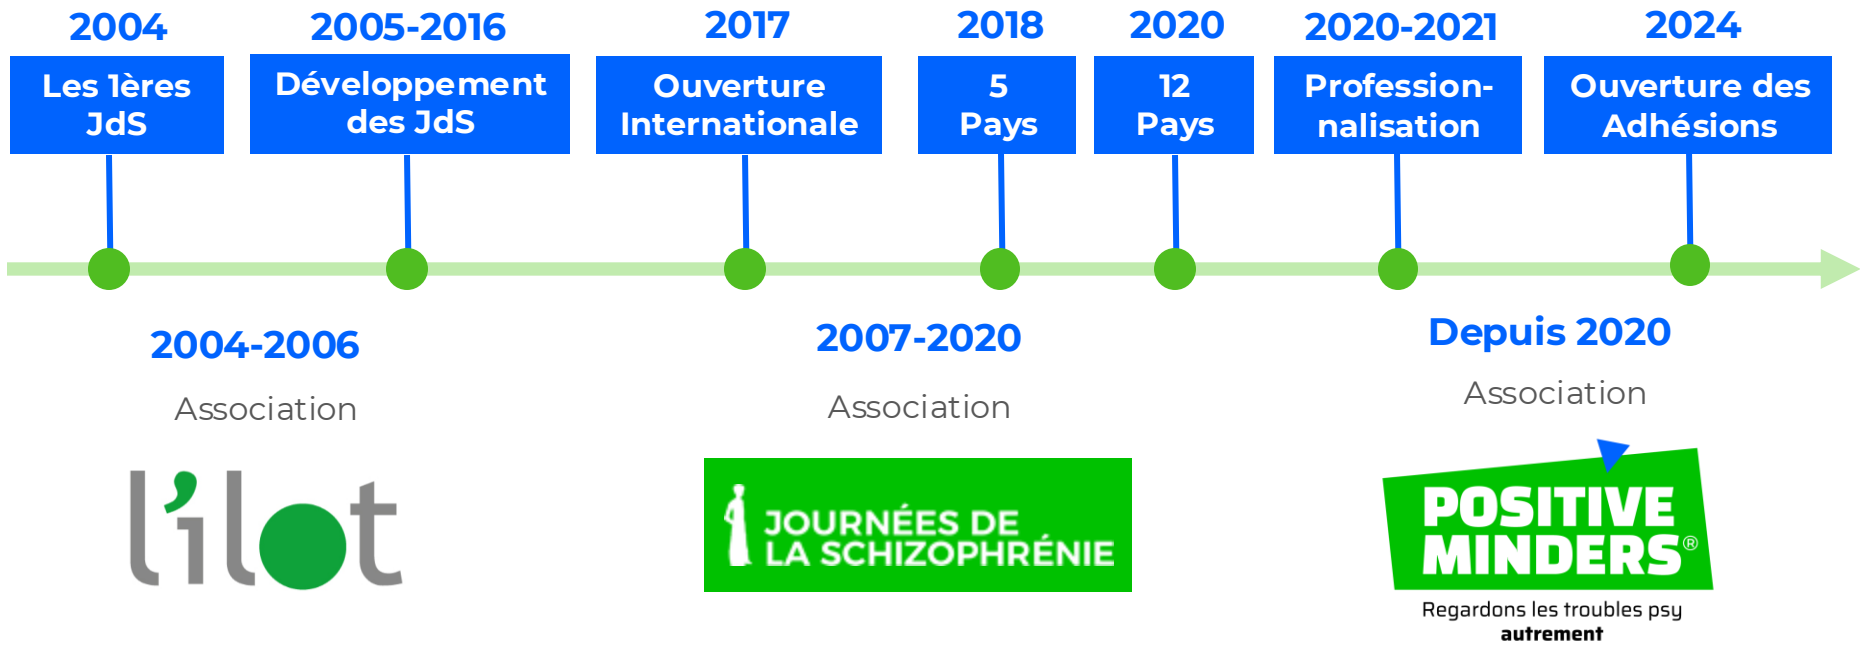 2004
Les 1ères
JdS
2005-2016
Développement
des JdS
2017
Ouverture
Internationale
2018
5
Pays
2020
12
Pays
2020-2021
Profession-
nalisation
2024
Ouverture des
Adhésions
2004-2006
Association
l'ilot
2007-2020
Association
JOURNÉES DE
LA SCHIZOPHRÉNIE
Depuis 2020
Association
POSITIVE
MINDERS®
Regardons les troubles psy
autrement